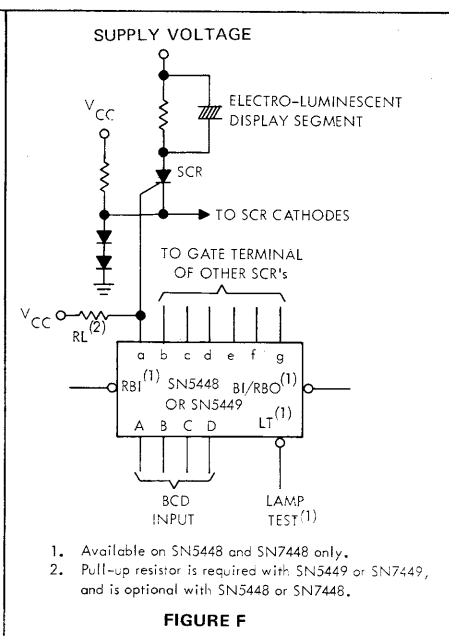 SUPPLY VOLTAGE
ELECTRO-LUMINESCENT
DISPLAY SEGMENT
VCC
SCR
TO SCR CATHODES
TO GATE TERMINAL
OF OTHER SCR's
VCC
RL(2)
a b c d e f g
RBI(1) SN5448 BI/RBO(1)
OR SN5449
LT(1)
A B C D
BCD
INPUT
LAMP
TEST(1)
1. Available on SN5448 and SN7448 only.
2. Pull-up resistor is required with SN5449 or SN7449,
and is optional with SN5448 or SN7448.
FIGURE F